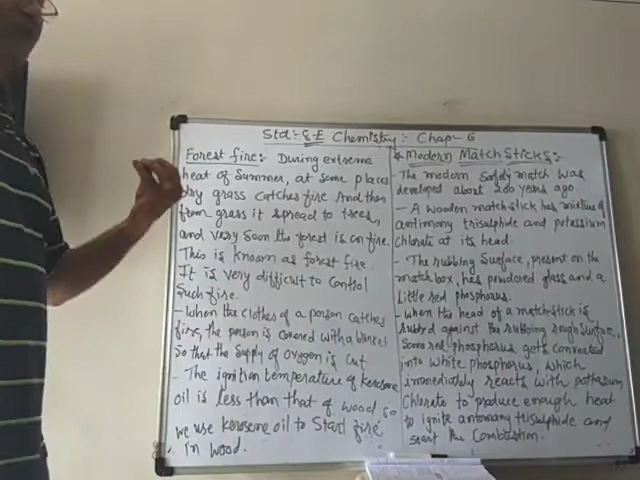 Std:- 8-E Chemistry:- Chap- 6
Forest fire:- During extreme
heat of Summer, at some places
dry grass catches fire And then
from grass it spread to trees,
and very soon the forest is on fire.
This is known as forest fire.
It is very difficult to control
Such fire.
- When the clothes of a person catches
fire, the person is covered with a blanket
So that the supply of oxygen is cut
- The ignition temperature of kerosene
oil is less than that of wood so
we use kerosene oil to Start fire
in wood.
* Modern Match Sticks:-
The modern Safety match was
developed about 200 years ago.
- A wooden matchstick has mixture of
antimony trisulphide and potassium
chlorate at its head.
- The rubbing Surface, present on the
match box, has powdered glass and a
little red phosphorus.
- When the head of a matchstick is
rubbed against the rubbing rough Surface,
Some red phosphorus gets converted
into white phosphorus, which
immediately reacts with potassium
Chlorate to produce enough heat
to ignite antomony trisulphide and
start the Combustion.